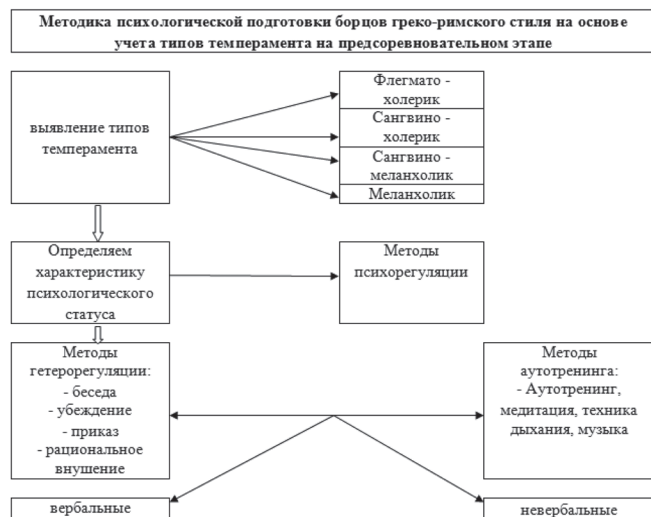 Методика психологической подготовки борцов греко-римского стиля на основе
учета типов темперамента на предсоревновательном этапе
выявление типов
темперамента
Флегмато -
холерик
Сангвино -
холерик
Сангвино -
меланхолик
Меланхолик
Определяем
характеристику
психологического
статуса
Методы
психорегуляции
Методы
гетерорегуляции:
- беседа
- убеждение
- приказ
- рациональное
внушение
Методы
аутотренинга:
- Аутотренинг,
медитация, техника
дыхания, музыка
вербальные
невербальные